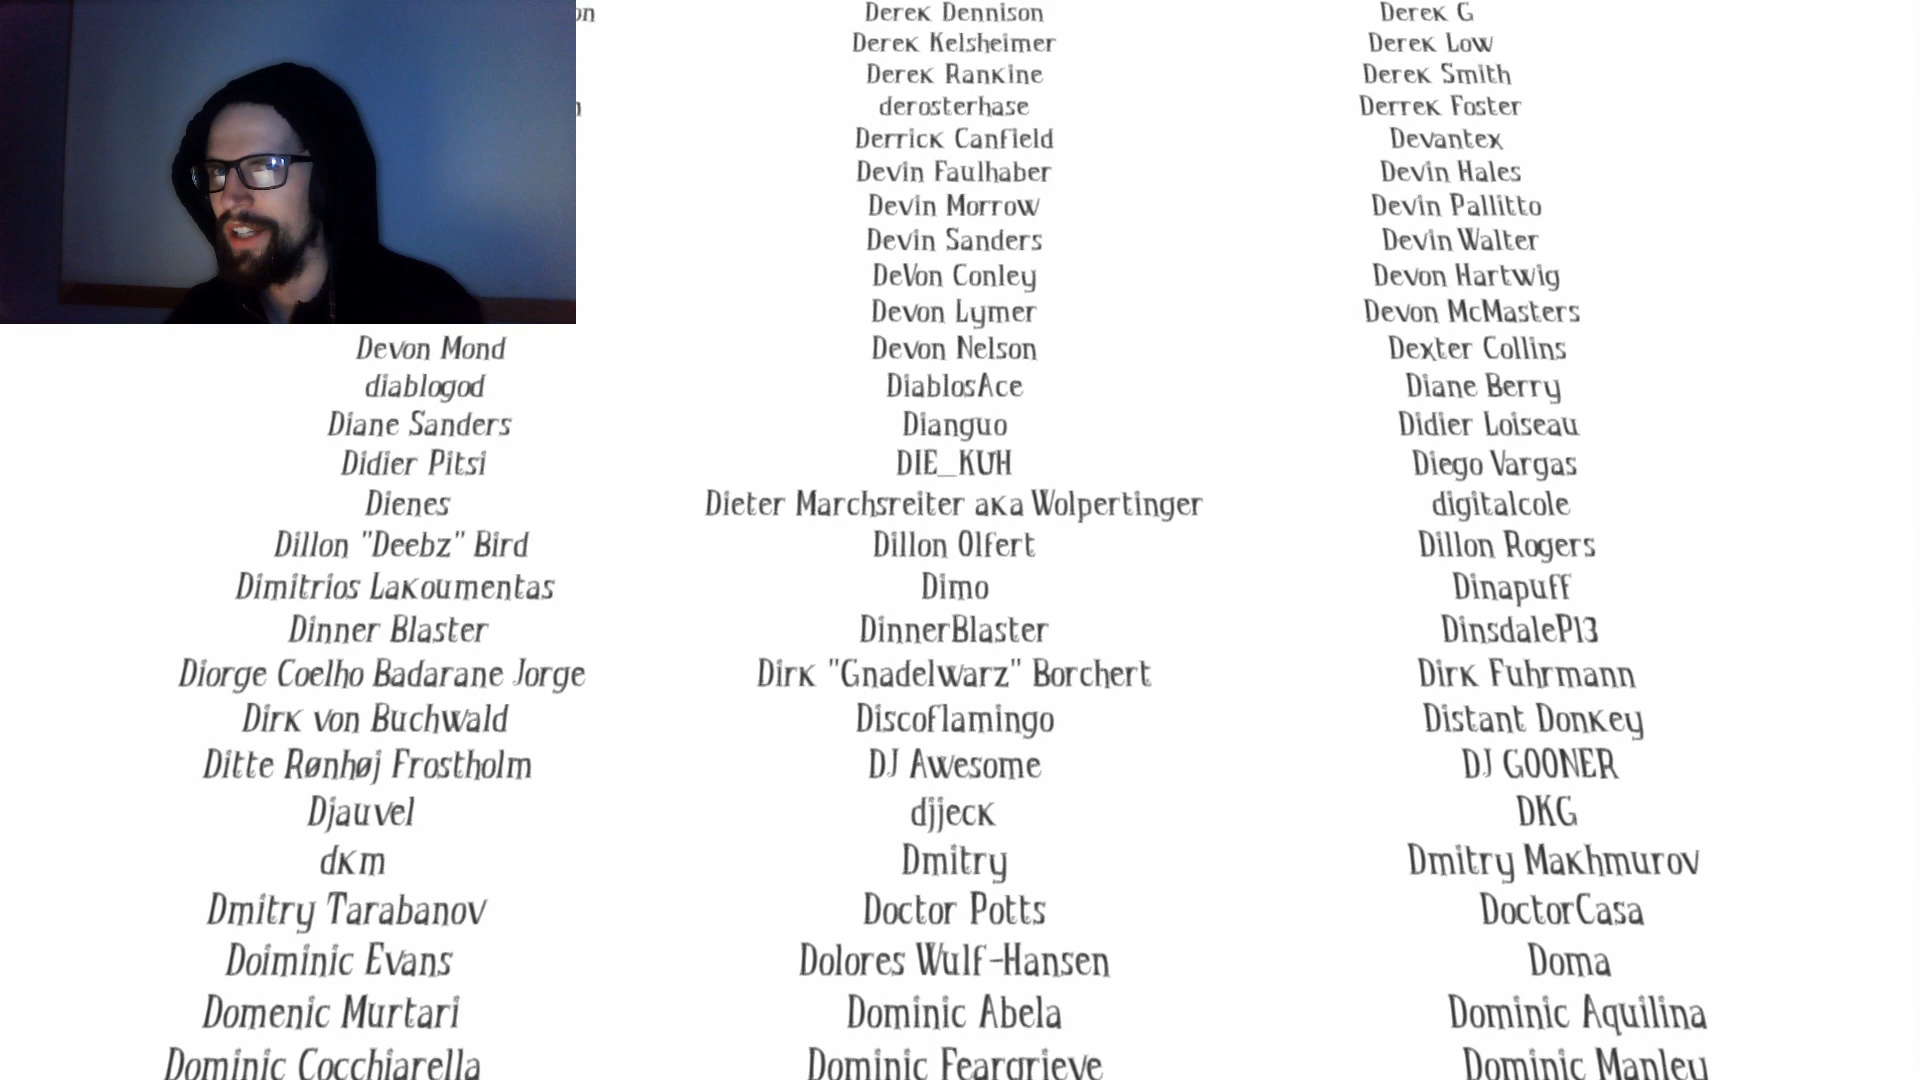 on Derek Dennison Derek G
Derek Kelsheimer Derek Low
Derek Rankine Derek Smith
derosterhase Derrek Foster
Derrick Canfield Devantex
Devin Faulhaber Devin Hales
Devin Morrow Devin Pallitto
Devin Sanders Devin Walter
DeVon Conley Devon Hartwig
Devon Lymer Devon McMasters
Devon Mond Devon Nelson Dexter Collins
diablogod DiablosAce Diane Berry
Diane Sanders Dianguo Didier Loiseau
Didier Pitsi DIE_KUH Diego Vargas
Dienes Dieter Marchsreiter aka Wolpertinger digitalcole
Dillon "Deebz" Bird Dillon Olfert Dillon Rogers
Dimitrios Lakoumentas Dimo Dinapuff
Dinner Blaster DinnerBlaster DinsdaleP13
Diorge Coelho Badarane Jorge Dirk "Gnadelwarz" Borchert Dirk Fuhrmann
Dirk von Buchwald Discoflamingo Distant Donkey
Ditte Rønhøj Frostholm DJ Awesome DJ GOONER
Djauvel djjeck DKG
dkm Dmitry Dmitry Makhmurov
Dmitry Tarabanov Doctor Potts DoctorCasa
Doiminic Evans Dolores Wulf-Hansen Doma
Domenic Murtari Dominic Abela Dominic Aquilina
Dominic Cocchiarella Dominic Feargrieve Dominic Manley